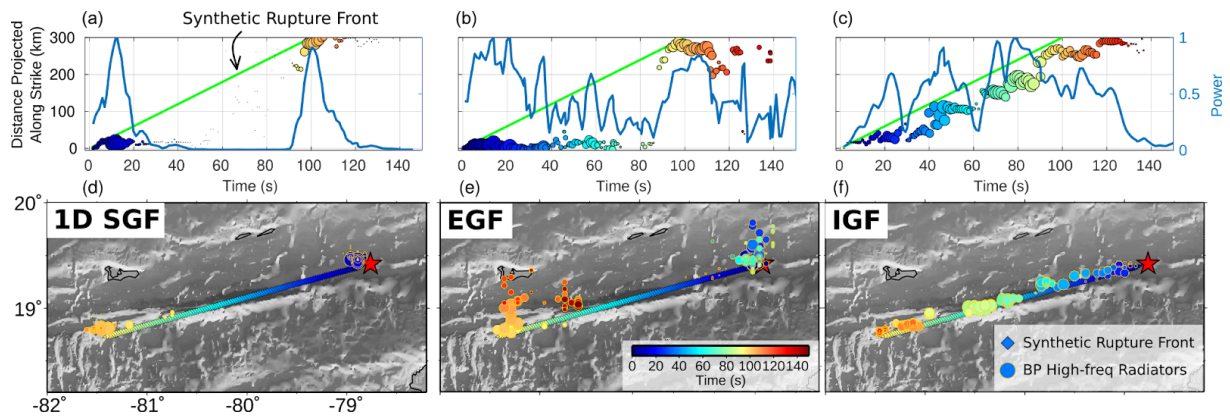 Synthetic Rupture Front
(a)
(b)
(c)
Distance Projected
Along Strike (km)
300
200
100
0
0 20 40 60 80 100 120 140
Time (s)
0 20 40 60 80 100 120 140
Time (s)
0 20 40 60 80 100 120 140
Time (s)
1
0.5
0
Power
(d)
(e)
(f)
20°
19°
1D SGF
EGF
IGF
-82 -81 -80 -79
0 20 40 60 80 100 120 140
Time (s)
Synthetic Rupture Front
BP High-freq Radiators